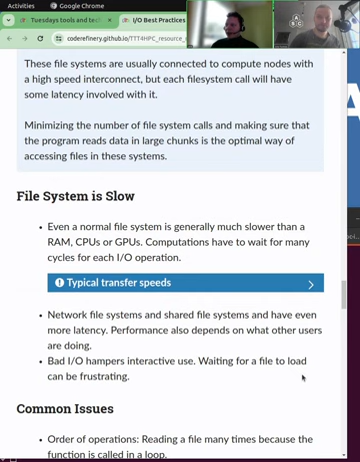 Activities
Google Chrome
Tuesdays tools and tec
I/O Best Practices
coderefinery.github.io/TTT4HPC_resource_
These file systems are usually connected to compute nodes with
a high speed interconnect, but each filesystem call will have
some latency involved with it.
Minimizing the number of file system calls and making sure that
the program reads data in large chunks is the optimal way of
accessing files in these systems.
File System is Slow
• Even a normal file system is generally much slower than a
RAM, CPUs or GPUs. Computations have to wait for many
cycles for each I/O operation.
Typical transfer speeds
• Network file systems and shared file systems and have even
more latency. Performance also depends on what other users
are doing.
• Bad I/O hampers interactive use. Waiting for a file to load
can be frustrating.
Common Issues
• Order of operations: Reading a file many times because the
function is called in a loop.